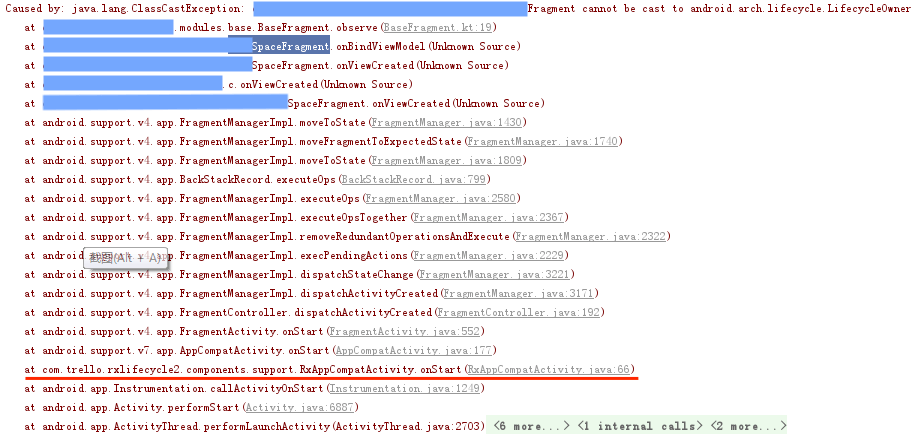 Caused by: java.lang.ClassCastException: Fragment cannot be cast to android.arch.lifecycle.LifecycleOwner
at .modules.base.BaseFragment.observe(BaseFragment.kt:19)
at SpaceFragment.onBindViewModel(Unknown Source)
at SpaceFragment.onViewCreated(Unknown Source)
at .c.onViewCreated(Unknown Source)
at SpaceFragment.onViewCreated(Unknown Source)
at android.support.v4.app.FragmentManagerImpl.moveToState(FragmentManager.java:1430)
at android.support.v4.app.FragmentManagerImpl.moveFragmentToExpectedState(FragmentManager.java:1740)
at android.support.v4.app.FragmentManagerImpl.moveToState(FragmentManager.java:1809)
at android.support.v4.app.BackStackRecord.executeOps(BackStackRecord.java:799)
at android.support.v4.app.FragmentManagerImpl.executeOps(FragmentManager.java:2580)
at android.support.v4.app.FragmentManagerImpl.executeOpsTogether(FragmentManager.java:2367)
at android.support.v4.app.FragmentManagerImpl.removeRedundantOperationsAndExecute(FragmentManager.java:2322)
at android.support.v4.app.FragmentManagerImpl.execPendingActions(FragmentManager.java:2229)
截图(Alt + A)
at android.support.v4.app.FragmentManagerImpl.dispatchStateChange(FragmentManager.java:3221)
at android.support.v4.app.FragmentManagerImpl.dispatchActivityCreated(FragmentManager.java:3171)
at android.support.v4.app.FragmentController.dispatchActivityCreated(FragmentController.java:192)
at android.support.v4.app.FragmentActivity.onStart(FragmentActivity.java:552)
at android.support.v7.app.AppCompatActivity.onStart(AppCompatActivity.java:177)
at com.trello.rxlifecycle2.components.support.RxAppCompatActivity.onStart(RxAppCompatActivity.java:66)
at android.app.Instrumentation.callActivityOnStart(Instrumentation.java:1249)
at android.app.Activity.performStart(Activity.java:6887)
at android.app.ActivityThread.performLaunchActivity(ActivityThread.java:2703) <6 more...> <1 internal calls> <2 more...>